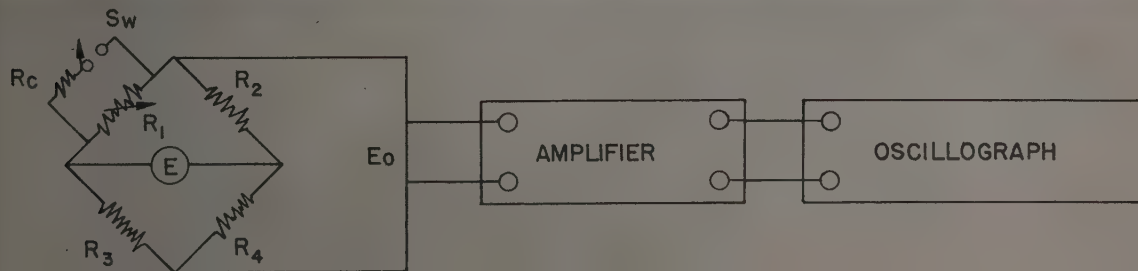 Sw
Rc
R2
R1
E
Eo
AMPLIFIER
OSCILLOGRAPH
R3
R4